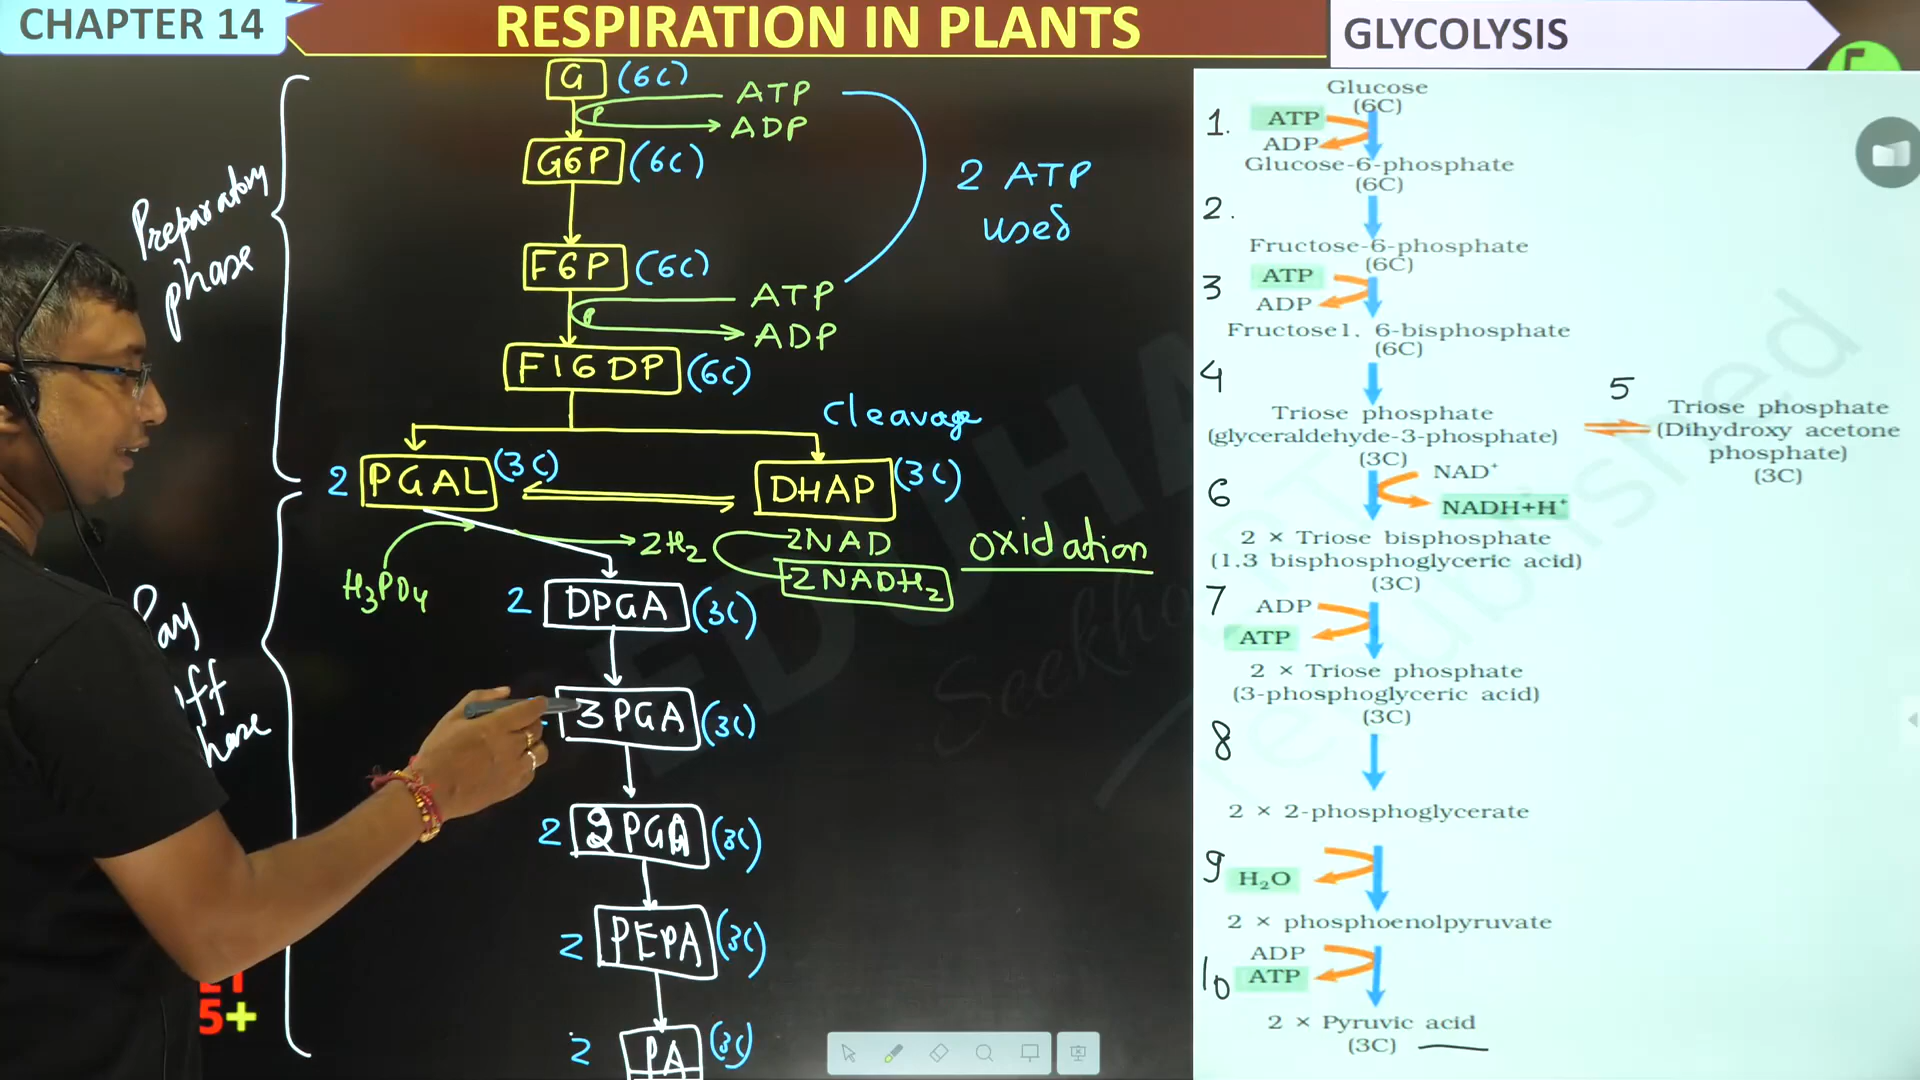 CHAPTER 14
RESPIRATION IN PLANTS
GLYCOLYSIS
Preparatory
phase
G (6C)
ATP
ADP
G6P (6C)
2 ATP
used
F6P (6C)
ATP
ADP
F16DP (6C)
Cleavage
2 PGAL (3C)
DHAP (3C)
H3PO4
2H2
2NAD
2NADH2
oxidation
Pay
off
2 DPGA (3C)
3PGA (3C)
2 2PGA (3C)
2 PEPA (3C)
2 PA (3C)
5+
Glucose
(6C)
1.
ATP
ADP
Glucose-6-phosphate
(6C)
2.
Fructose-6-phosphate
(6C)
3
ATP
ADP
Fructose1. 6-bisphosphate
(6C)
4
Triose phosphate
(glyceraldehyde-3-phosphate)
(3C)
5
Triose phosphate
(Dihydroxy acetone
phosphate)
(3C)
6
NAD+
NADH+H+
2 × Triose bisphosphate
(1.3 bisphosphoglyceric acid)
(3C)
7
ADP
ATP
2 × Triose phosphate
(3-phosphoglyceric acid)
(3C)
8
2 × 2-phosphoglycerate
9
H2O
2 × phosphoenolpyruvate
10
ADP
ATP
2 × Pyruvic acid
(3C)